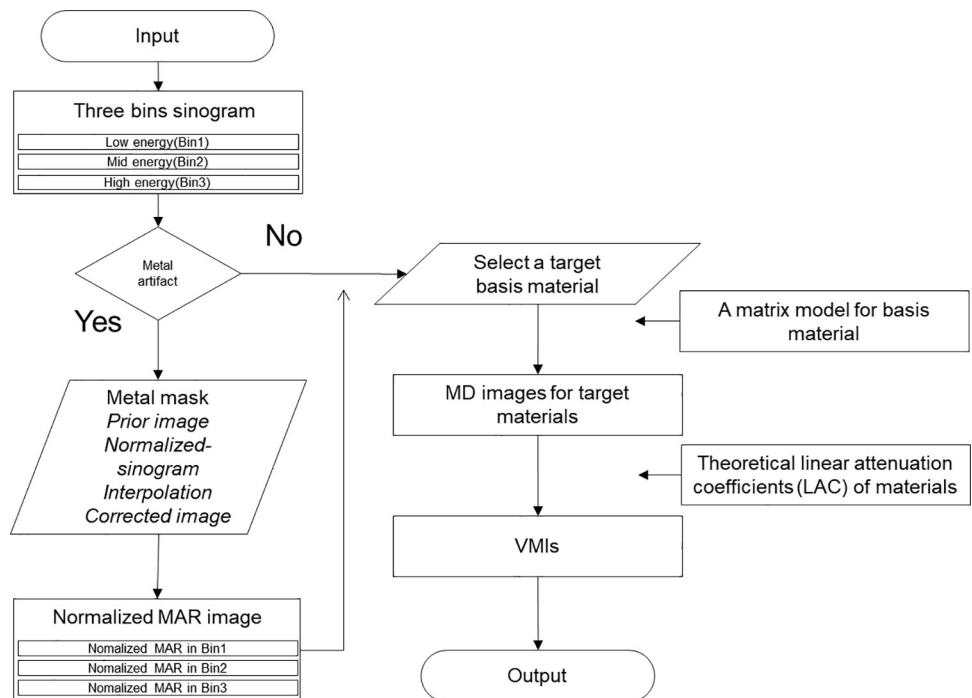 Input
Three bins sinogram
Low energy(Bin1)
Mid energy(Bin2)
High energy(Bin3)
Metal
artifact
No
Yes
Metal mask
Prior image
Normalized-
sinogram
Interpolation
Corrected image
Normalized MAR image
Nomalized MAR in Bin1
Nomalized MAR in Bin2
Nomalized MAR in Bin3
Select a target
basis material
A matrix model for basis
material
MD images for target
materials
Theoretical linear attenuation
coefficients (LAC) of materials
VMIs
Output